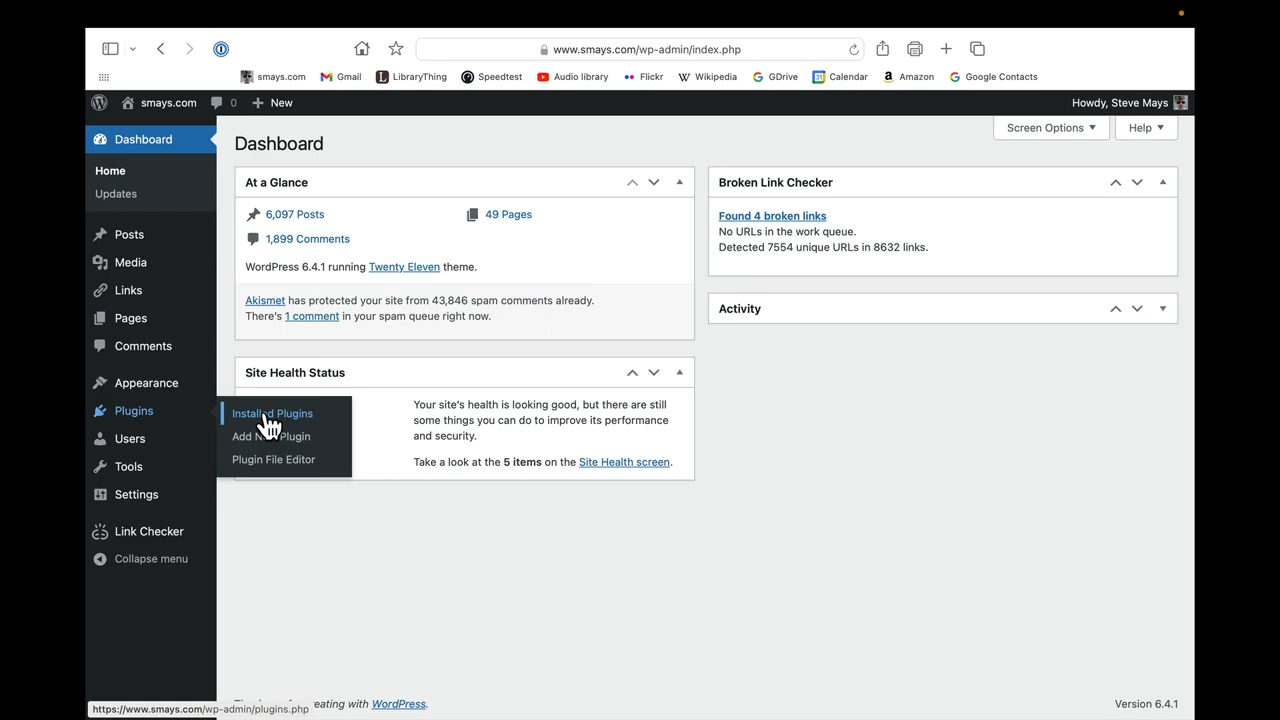 www.smays.com/wp-admin/index.php
smays.com
Gmail
LibraryThing
Speedtest
Audio library
Flickr
Wikipedia
GDrive
Calendar
Amazon
Google Contacts
smays.com
0
New
Howdy, Steve Mays
Dashboard
Home
Updates
Posts
Media
Links
Pages
Comments
Appearance
Plugins
Users
Tools
Settings
Link Checker
Collapse menu
Installed Plugins
Add New Plugin
Plugin File Editor
Screen Options
Help
Dashboard
At a Glance
6,097 Posts
49 Pages
1,899 Comments
WordPress 6.4.1 running Twenty Eleven theme.
Akismet has protected your site from 43,846 spam comments already.
There's 1 comment in your spam queue right now.
Site Health Status
Your site's health is looking good, but there are still
some things you can do to improve its performance
and security.
Take a look at the 5 items on the Site Health screen.
Broken Link Checker
Found 4 broken links
No URLs in the work queue.
Detected 7554 unique URLs in 8632 links.
Activity
https://www.smays.com/wp-admin/plugins.php
creating with WordPress.
Version 6.4.1